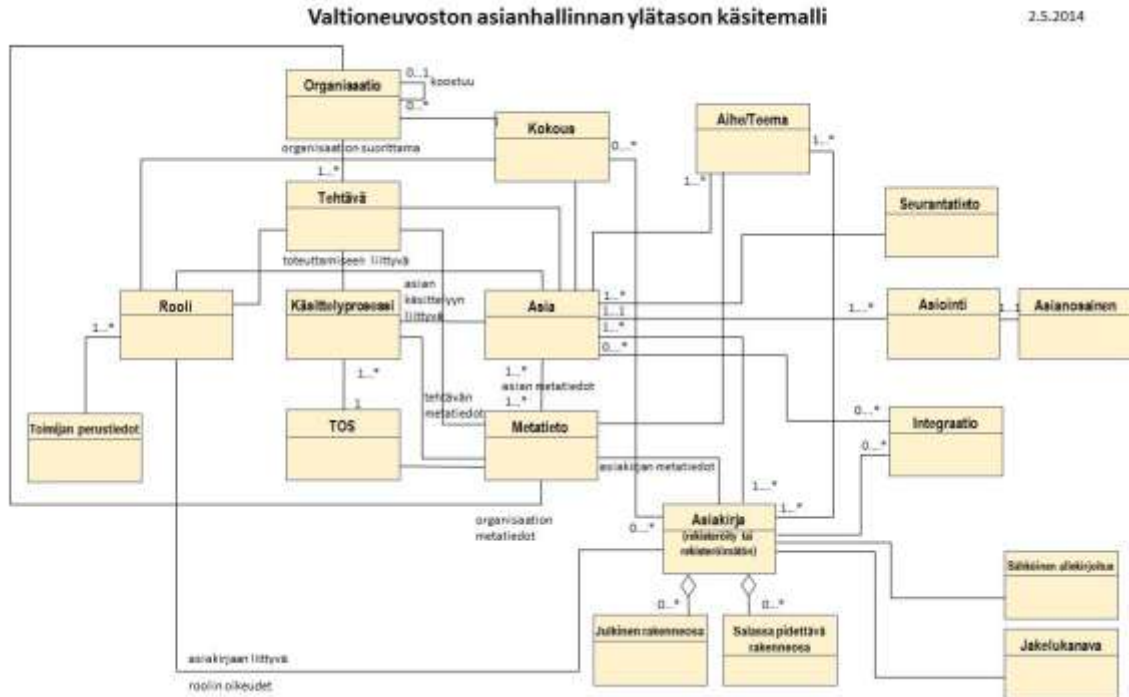 Valtioneuvoston asianhallinnan ylätason käsitemalli
2.5.2014
Organisaatio
0...1
koostuu
0...*
Kokous
Aihe/Teema
organisaation suorittama
0...*
1...*
1...*
1...*
Tehtävä
Seurantatieto
toteuttamiseen liittyvä
Rooli
Käsittelyprosessi
asian
käsittelyyn
liittyvä
Asia
1...*
1...1
1...*
0...*
1...*
Asiointi
1...1
Asianosainen
1...*
1...*
1
1...*
asian metatiedot
1...*
tehtävän
metatiedot
Toimijan perustiedot
TOS
Metatieto
0...*
Integraatio
0...*
asiakirjan metatiedot
1...*
1...*
organisaation
metatiedot
0...*
Asiakirja
(rekisteröity tai
rekisteröimätön)
Sähköinen allekirjoitus
0...*
0...*
Julkinen rakenneosa
Salassa pidettävä
rakenneosa
Jakelukanava
asiakirjaan liittyvä
roolin oikeudet